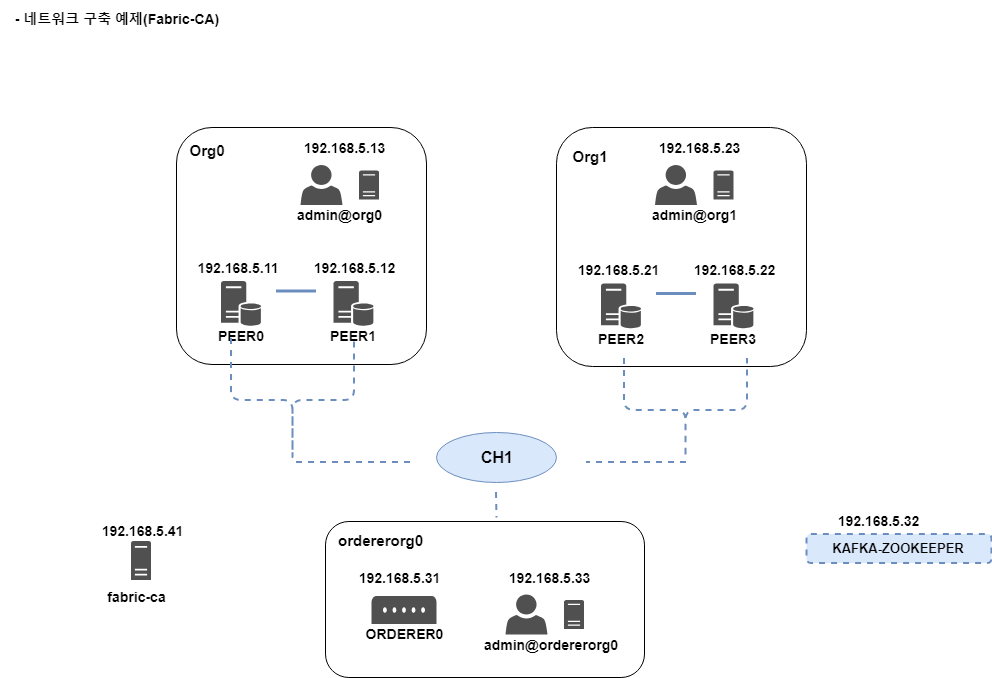 - 네트워크 구축 예제(Fabric-CA)
Org0
192.168.5.13
admin@org0
192.168.5.11
192.168.5.12
PEER0
PEER1
Org1
192.168.5.23
admin@org1
192.168.5.21
192.168.5.22
PEER2
PEER3
CH1
192.168.5.41
fabric-ca
ordererorg0
192.168.5.31
ORDERER0
192.168.5.33
admin@ordererorg0
192.168.5.32
KAFKA-ZOOKEEPER